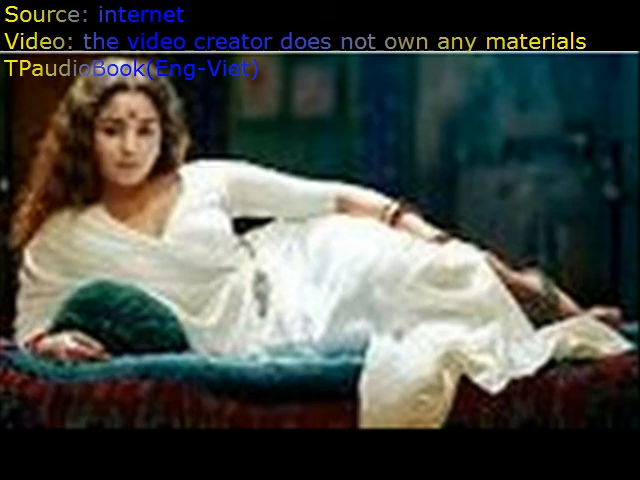 Source: internet
Video: the video creator does not own any materials
TPaudioBook(Eng-Viet)